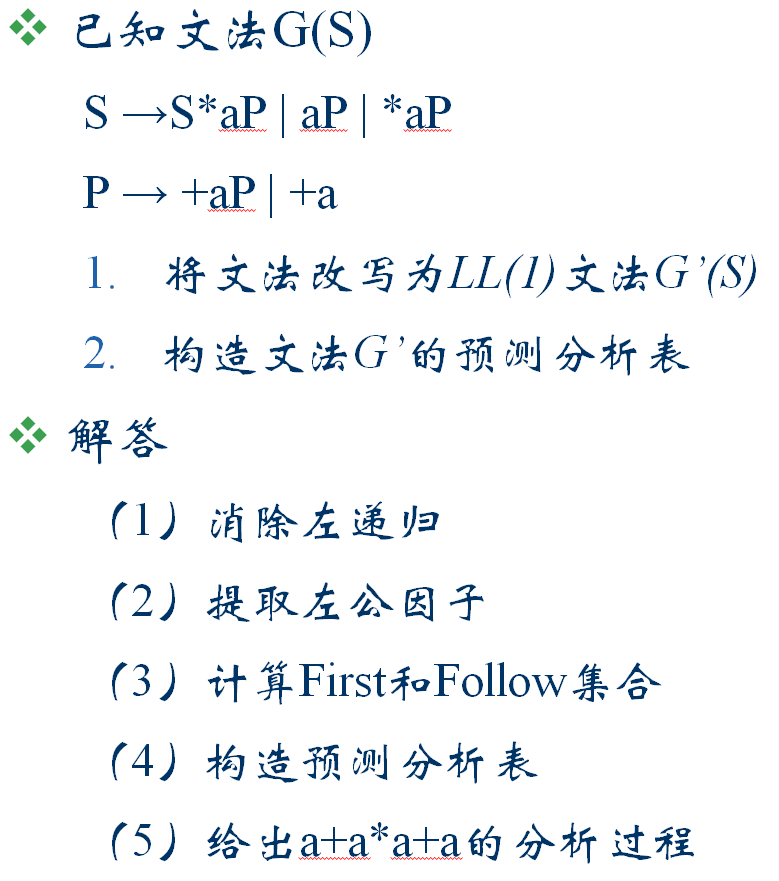 已知文法G(S)
S →S*aP | aP | *aP
P → +aP | +a
1. 将文法改写为LL(1)文法G’(S)
2. 构造文法G’的预测分析表
解答
（1）消除左递归
（2）提取左公因子
（3）计算First和Follow集合
（4）构造预测分析表
（5）给出a+a*a+a的分析过程